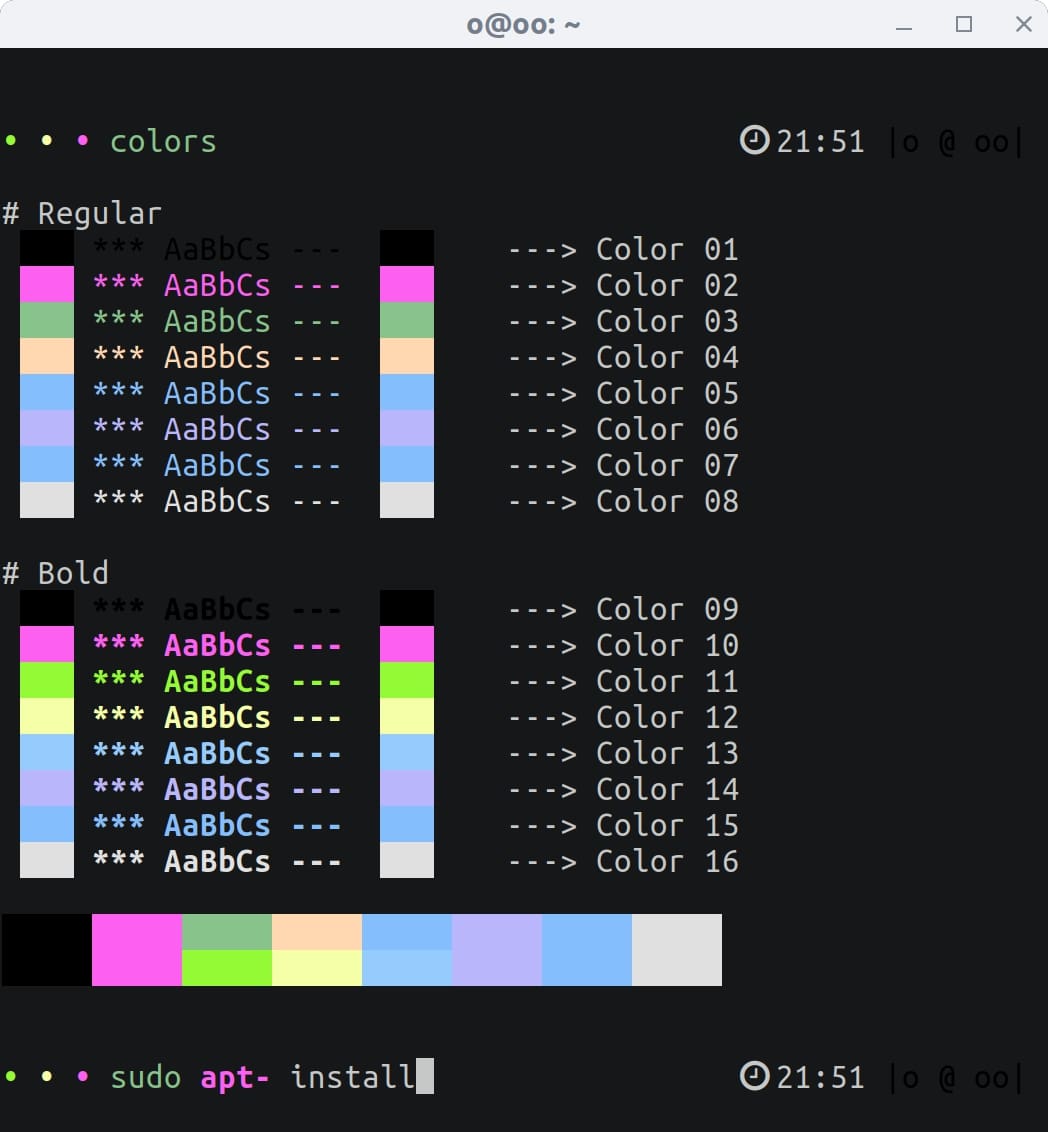 o@oo: ~
• • • colors 21:51 |o @ oo|
# Regular
*** AaBbCs --- ---> Color 01
*** AaBbCs --- ---> Color 02
*** AaBbCs --- ---> Color 03
*** AaBbCs --- ---> Color 04
*** AaBbCs --- ---> Color 05
*** AaBbCs --- ---> Color 06
*** AaBbCs --- ---> Color 07
*** AaBbCs --- ---> Color 08
# Bold
*** AaBbCs --- ---> Color 09
*** AaBbCs --- ---> Color 10
*** AaBbCs --- ---> Color 11
*** AaBbCs --- ---> Color 12
*** AaBbCs --- ---> Color 13
*** AaBbCs --- ---> Color 14
*** AaBbCs --- ---> Color 15
*** AaBbCs --- ---> Color 16
• • • sudo apt- install 21:51 |o @ oo|